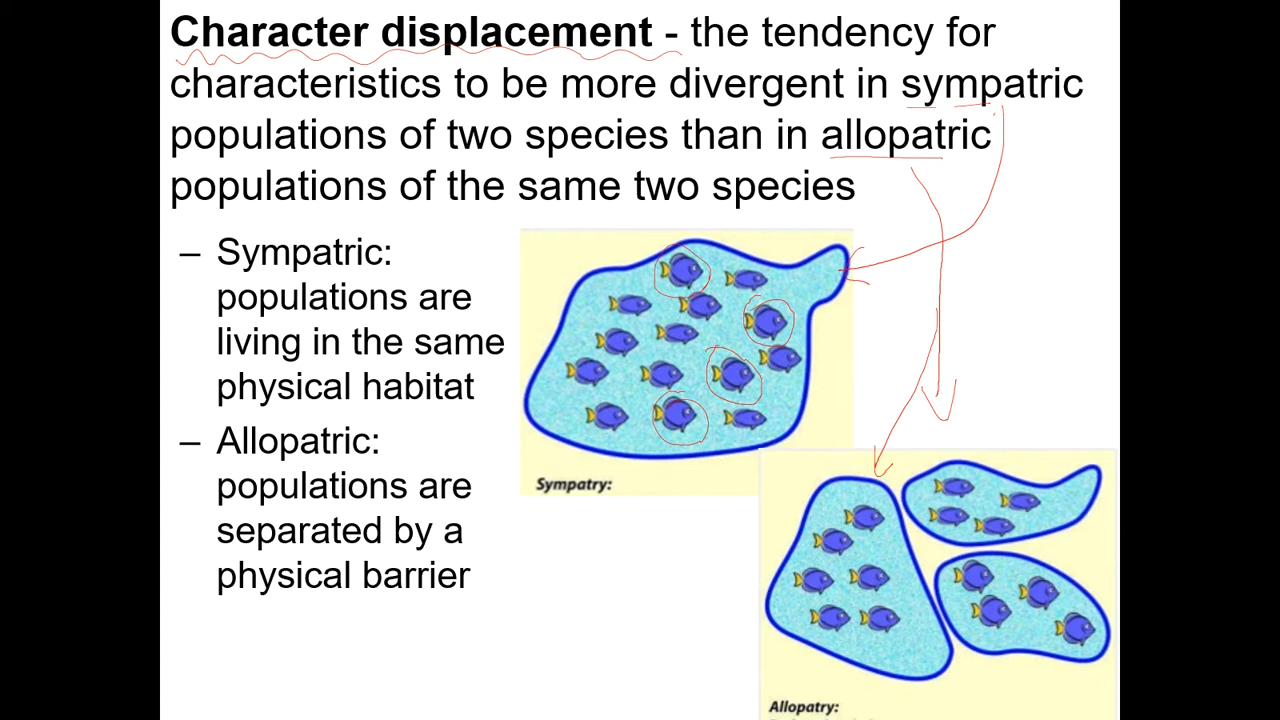 Character displacement - the tendency for
characteristics to be more divergent in sympatric
populations of two species than in allopatric
populations of the same two species
– Sympatric:
populations are
living in the same
physical habitat
– Allopatric:
populations are
separated by a
physical barrier
Sympatry:
Allopatry: